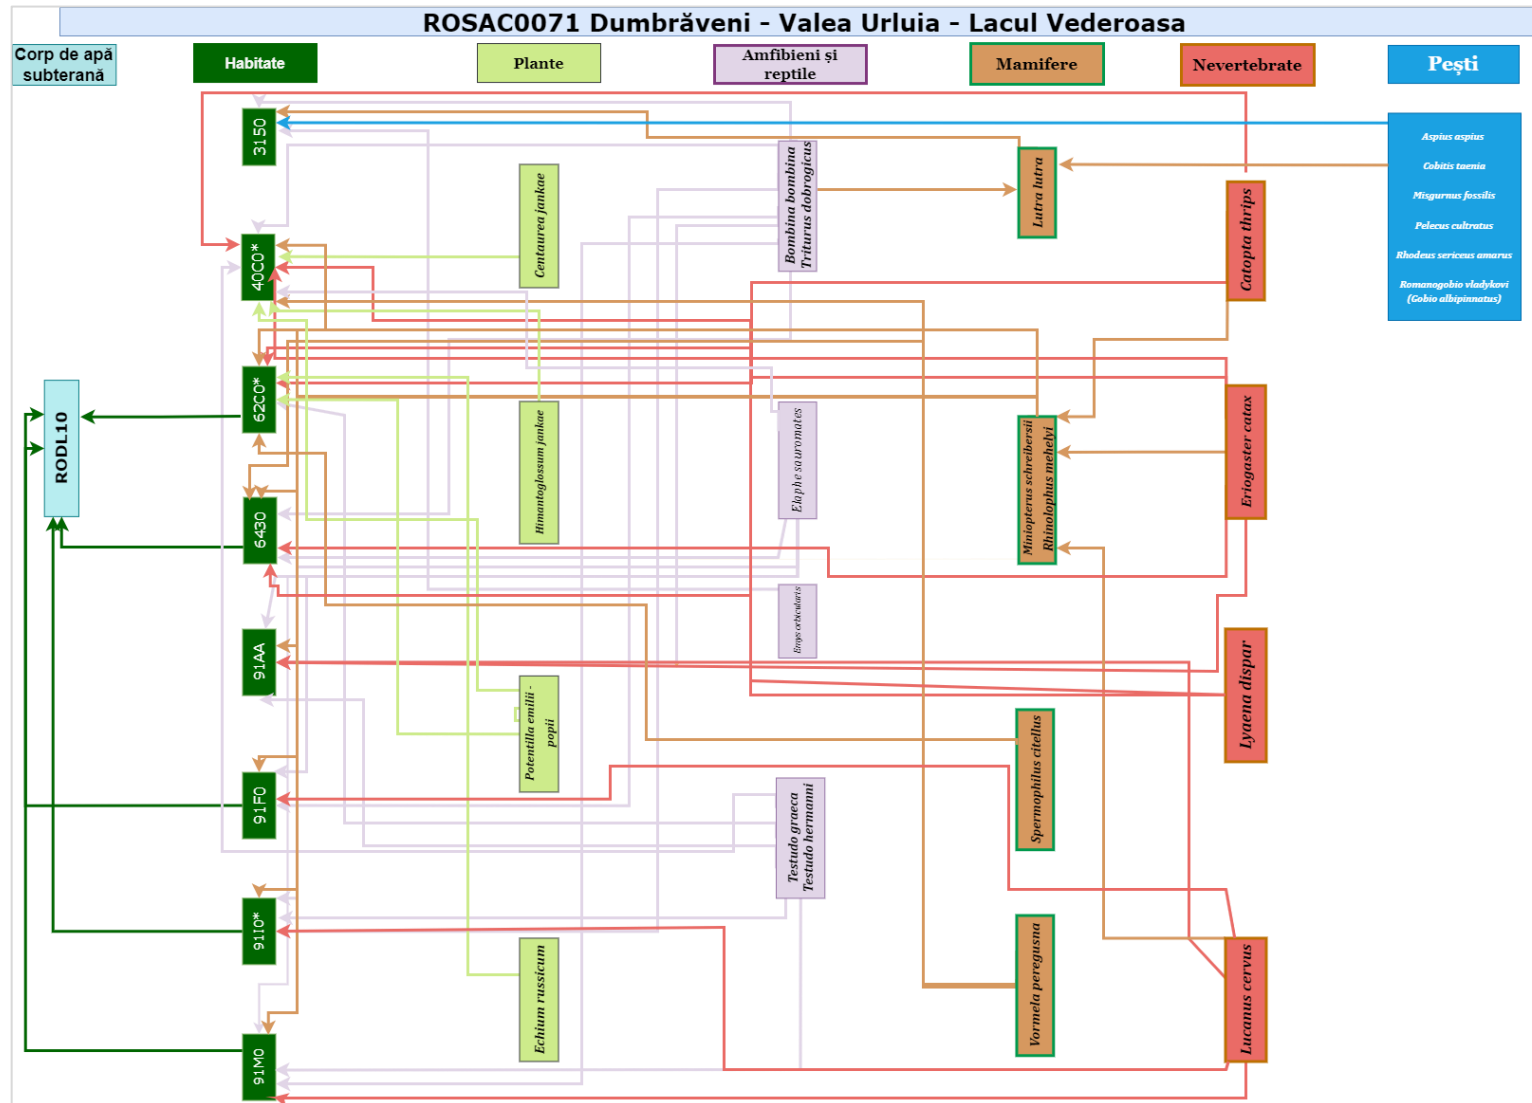 ROSAC0071 Dumbrăveni - Valea Urluia - Lacul Vederoasa
Corp de apă
subterană
Habitate
Plante
Amfibieni și
reptile
Mamifere
Nevertebrate
Pești
RODL10
3150
40C0*
62C0*
6430
91AA
91F0
91I0*
91M0
Centaurea jankae
Himantoglossum jankae
Potentilla emilii -
popii
Echium russicum
Bombina bombina
Triturus dobrogicus
Elaphe sauromates
Emys orbicularis
Testudo graeca
Testudo hermanni
Lutra lutra
Miniopterus schreibersii
Rhinolophus mehelyi
Spermophilus citellus
Vormela peregusna
Catopta thrips
Eriogaster catax
Lyaena dispar
Lucanus cervus
Aspius aspius
Cobitis taenia
Misgurnus fossilis
Pelecus cultratus
Rhodeus sericeus amarus
Romanogobio vladykovi
(Gobio albipinnatus)